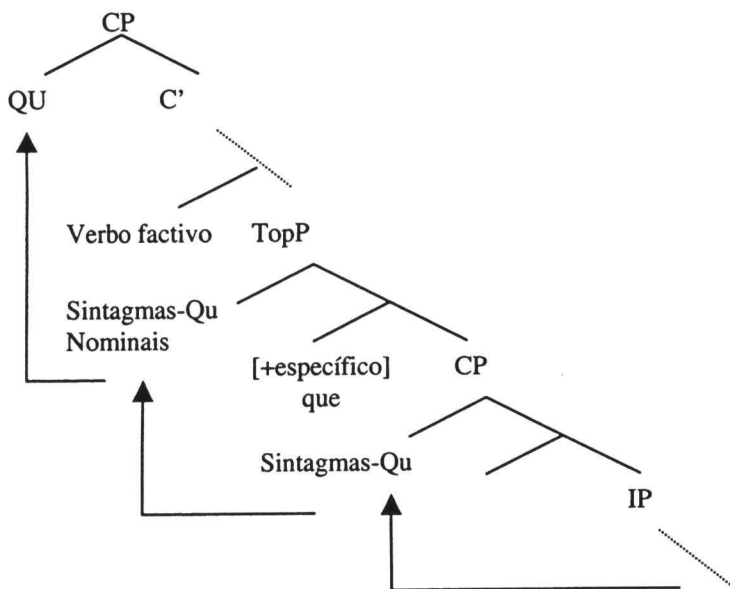 CP
QU C’
Verbo factivo TopP
Sintagmas-Qu
Nominais
[+específico] CP
que
Sintagmas-Qu
IP